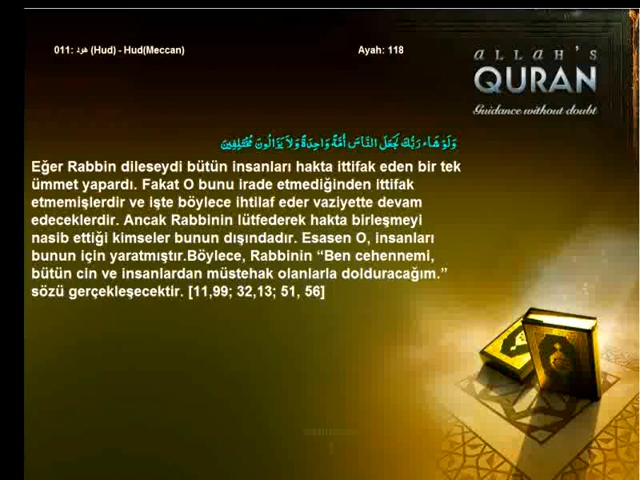 011: هود (Hud) - Hud(Meccan)
Ayah: 118
ALLAH'S
QURAN
Guidance without doubt
وَلَوْ شَاء رَبُّكَ لَجَعَلَ النَّاسَ أُمَّةً وَاحِدَةً وَلاَ يَزَالُونَ مُخْتَلِفِينَ
Eğer Rabbin dileseydi bütün insanları hakta ittifak eden bir tek
ümmet yapardı. Fakat O bunu irade etmediğinden ittifak
etmemişlerdir ve işte böylece ihtilaf eder vaziyette devam
edeceklerdir. Ancak Rabbinin lütfederek hakta birleşmeyi
nasib ettiği kimseler bunun dışındadır. Esasen O, insanları
bunun için yaratmıştır.Böylece, Rabbinin “Ben cehennemi,
bütün cin ve insanlardan müstehak olanlarla dolduracağım.”
sözü gerçekleşecektir. [11,99; 32,13; 51, 56]